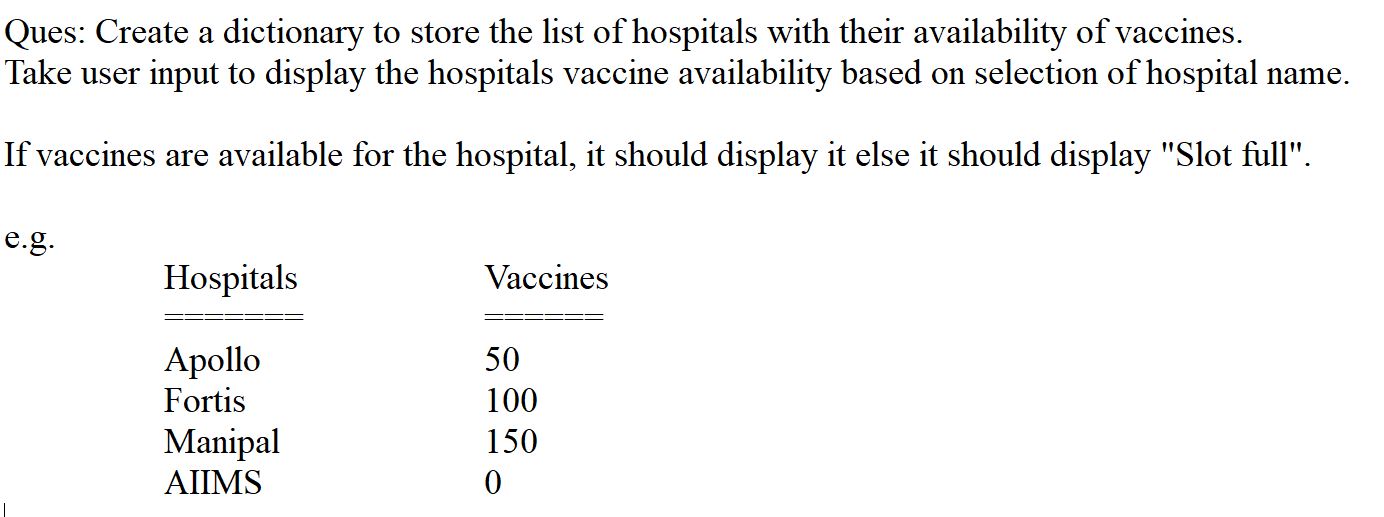 Ques: Create a dictionary to store the list of hospitals with their availability of vaccines.
Take user input to display the hospitals vaccine availability based on selection of hospital name.
If vaccines are available for the hospital, it should display it else it should display "Slot full".
e.g.
Hospitals Vaccines
======= ======
Apollo 50
Fortis 100
Manipal 150
AIIMS 0